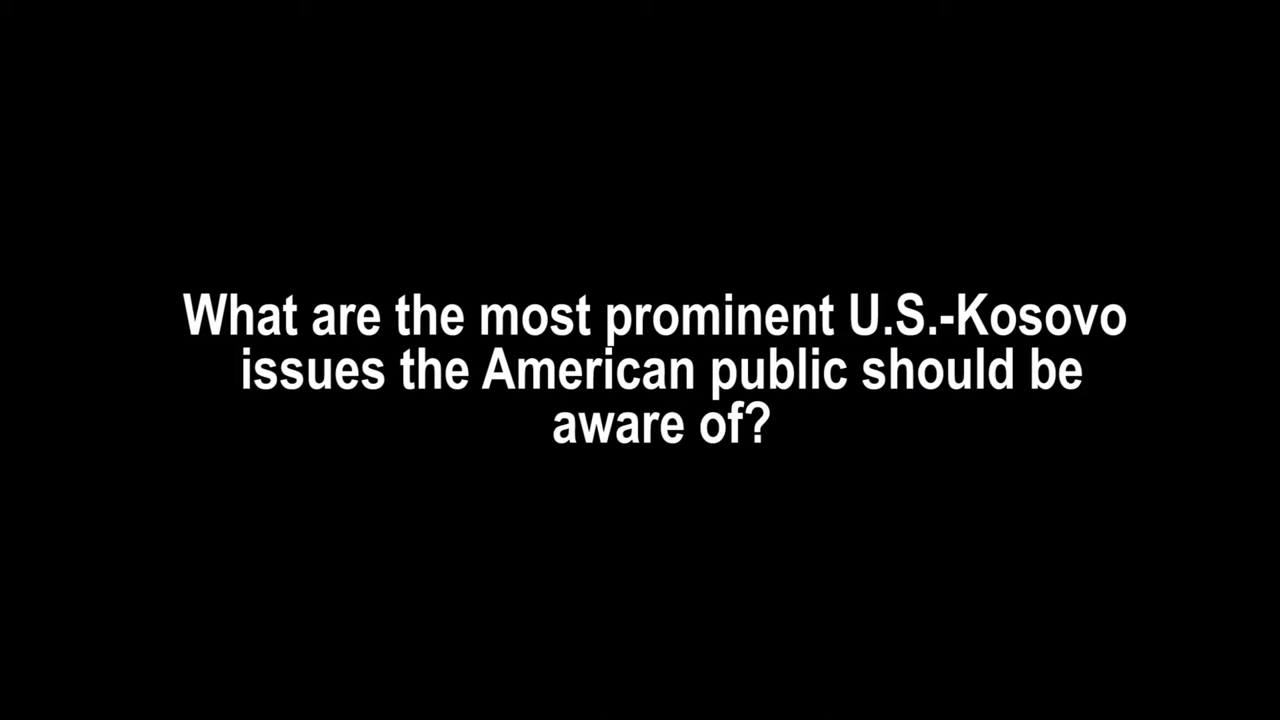 What are the most prominent U.S.-Kosovo
issues the American public should be
aware of?